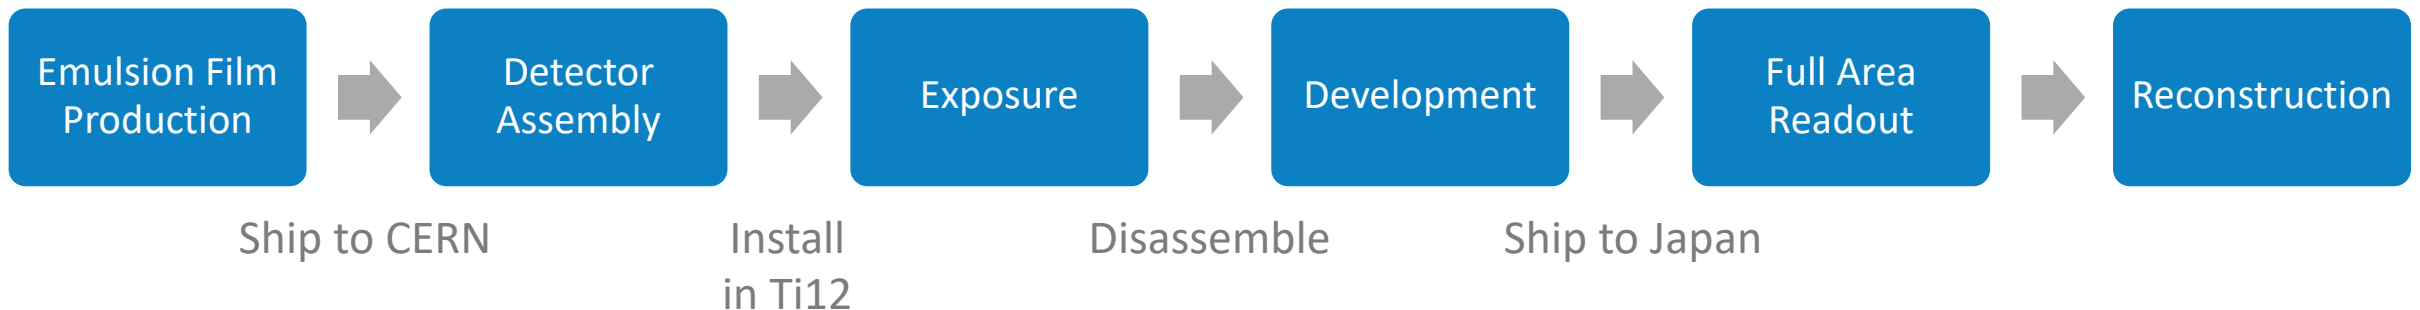 Emulsion Film
Production
Detector
Assembly
Exposure
Development
Full Area
Readout
Reconstruction
Ship to CERN
Install
in Ti12
Disassemble
Ship to Japan